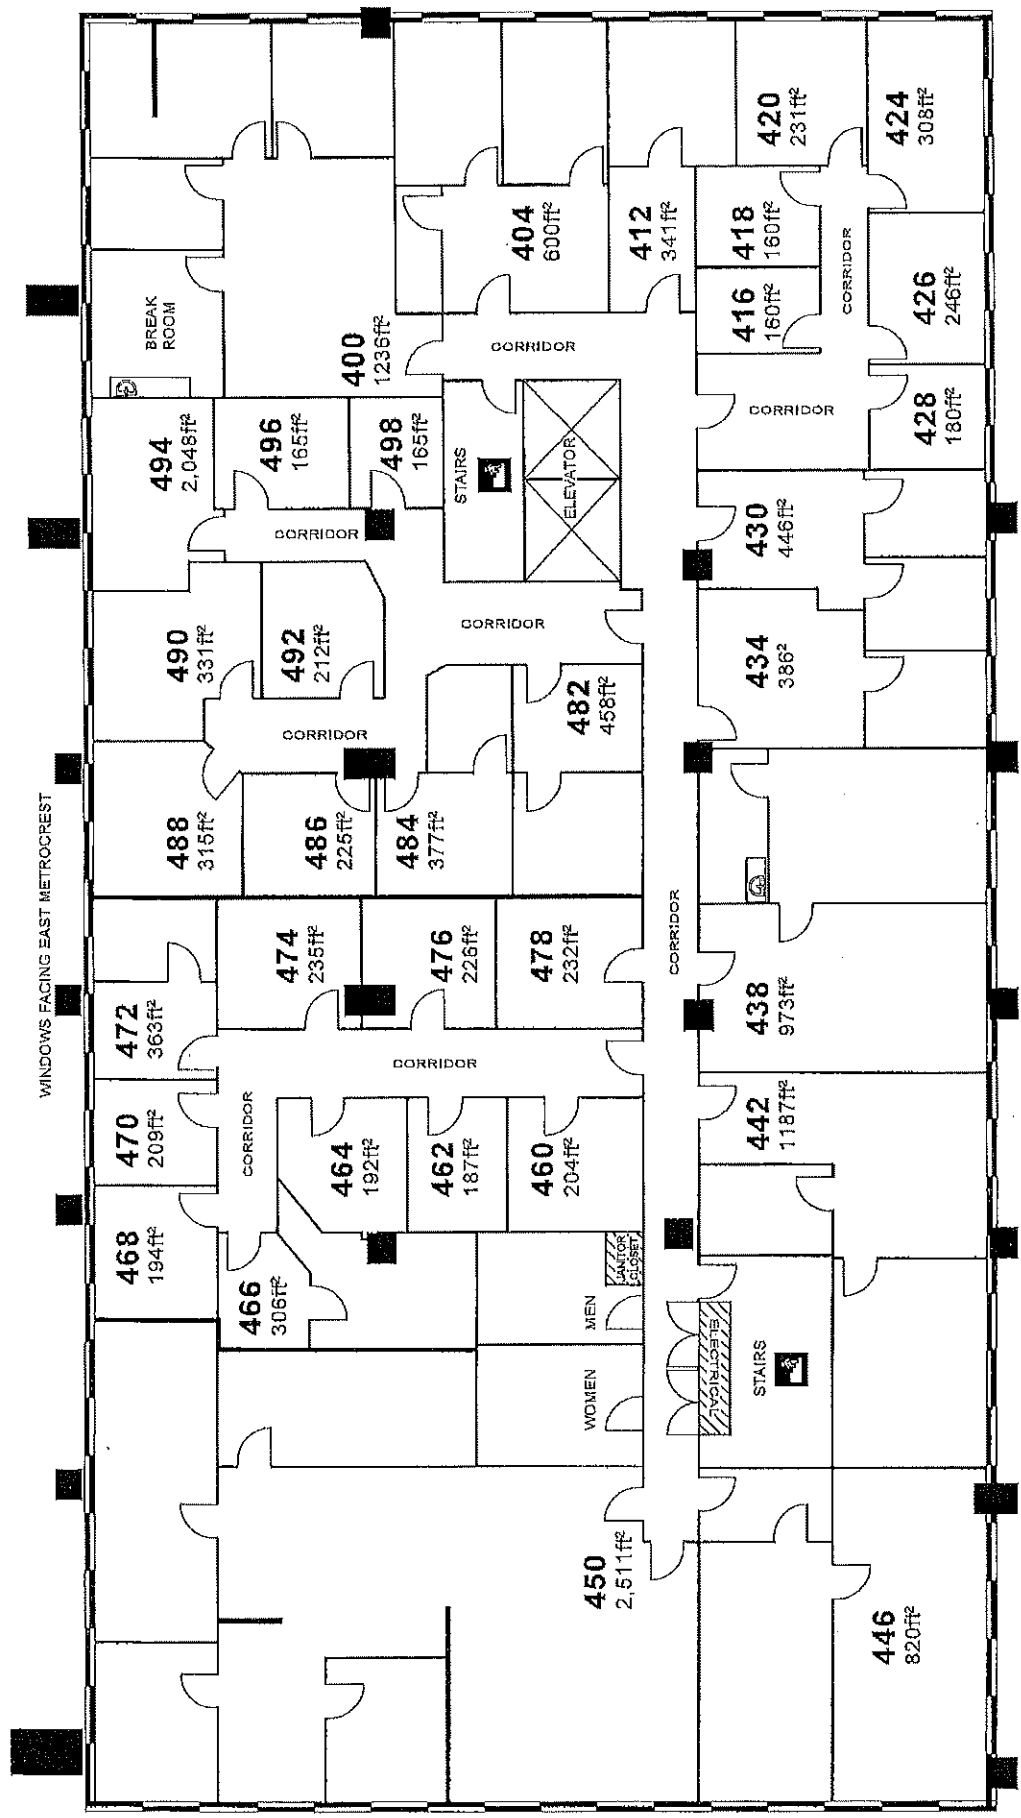 WINDOWS FACING EAST METROCREST
468
194ft²
470
209ft²
472
363ft²
488
315ft²
490
331ft²
494
2,048ft²
BREAK
ROOM
466
306ft²
CORRIDOR
474
235ft²
486
225ft²
CORRIDOR
492
212ft²
CORRIDOR
496
165ft²
464
192ft²
462
187ft²
460
204ft²
CORRIDOR
476
226ft²
478
232ft²
484
377ft²
482
458ft²
CORRIDOR
498
165ft²
400
1236ft²
STAIRS
ELEVATOR
CORRIDOR
404
600ft²
412
341ft²
450
2,511ft²
WOMEN
MEN
JANITOR
CLOSET
CORRIDOR
ELECTRICAL
STAIRS
442
1187ft²
438
973ft²
434
386²
430
446ft²
CORRIDOR
416
160ft²
418
160ft²
420
231ft²
CORRIDOR
446
820ft²
428
180ft²
426
246ft²
424
308ft²